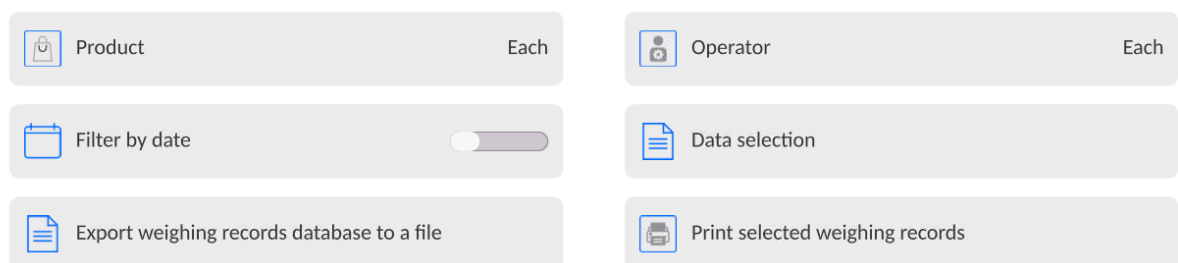 Product Each
Operator Each
Filter by date
Data selection
Export weighing records database to a file
Print selected weighing records